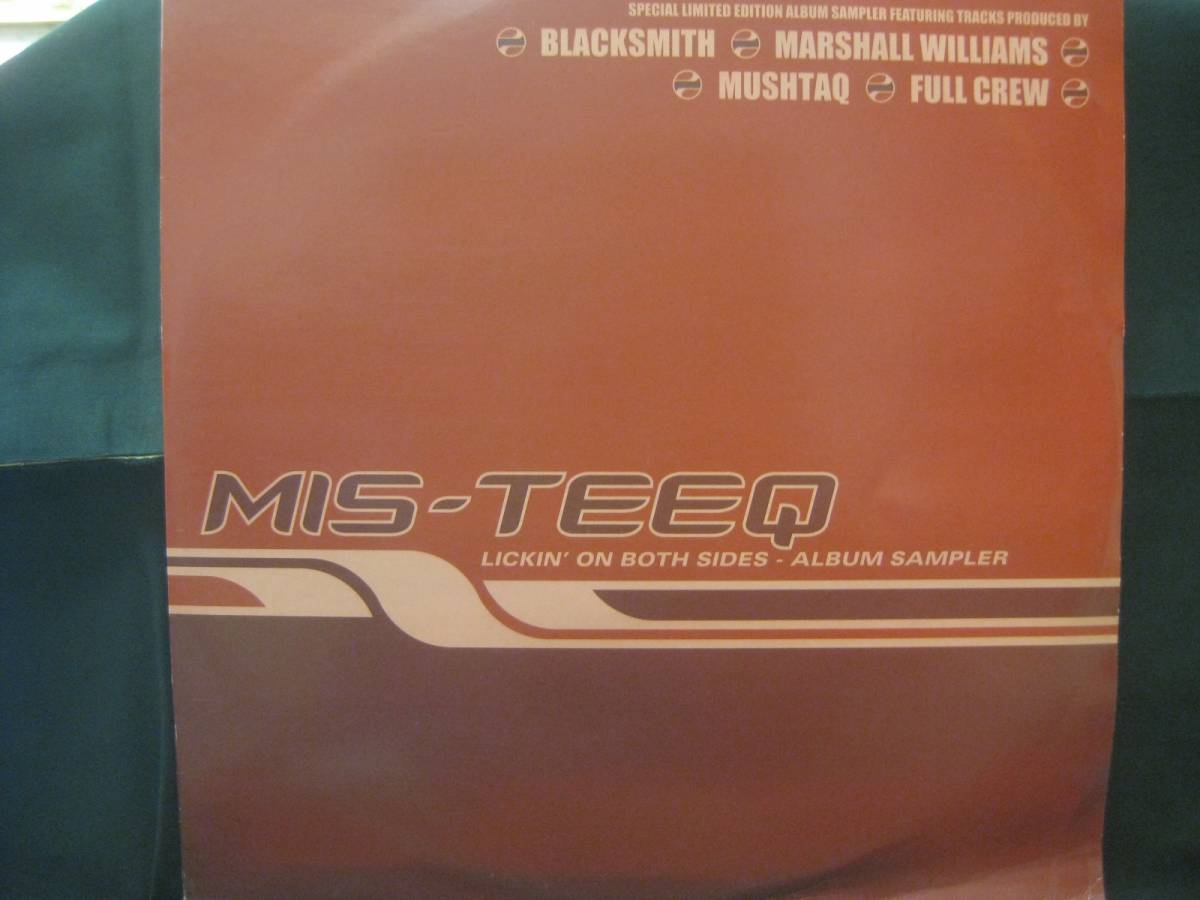 SPECIAL LIMITED EDITION ALBUM SAMPLER FEATURING TRACKS PRODUCED BY
BLACKSMITH MARSHALL WILLIAMS
MUSHTAQ FULL CREW
MIS-TEEQ
LICKIN' ON BOTH SIDES - ALBUM SAMPLER